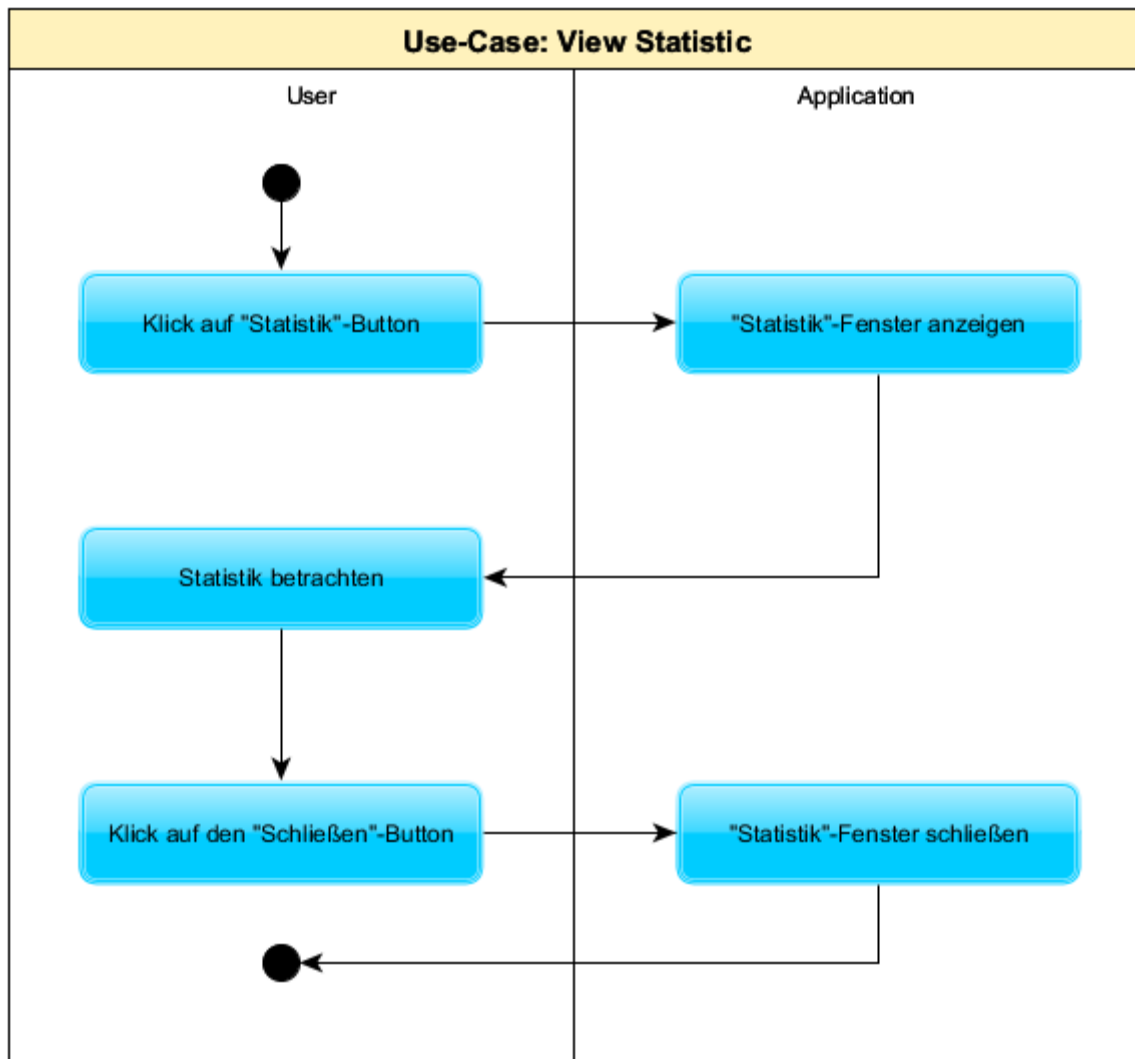 Use-Case: View Statistic
User
Application
Klick auf "Statistik"-Button
"Statistik"-Fenster anzeigen
Statistik betrachten
Klick auf den "Schließen"-Button
"Statistik"-Fenster schließen